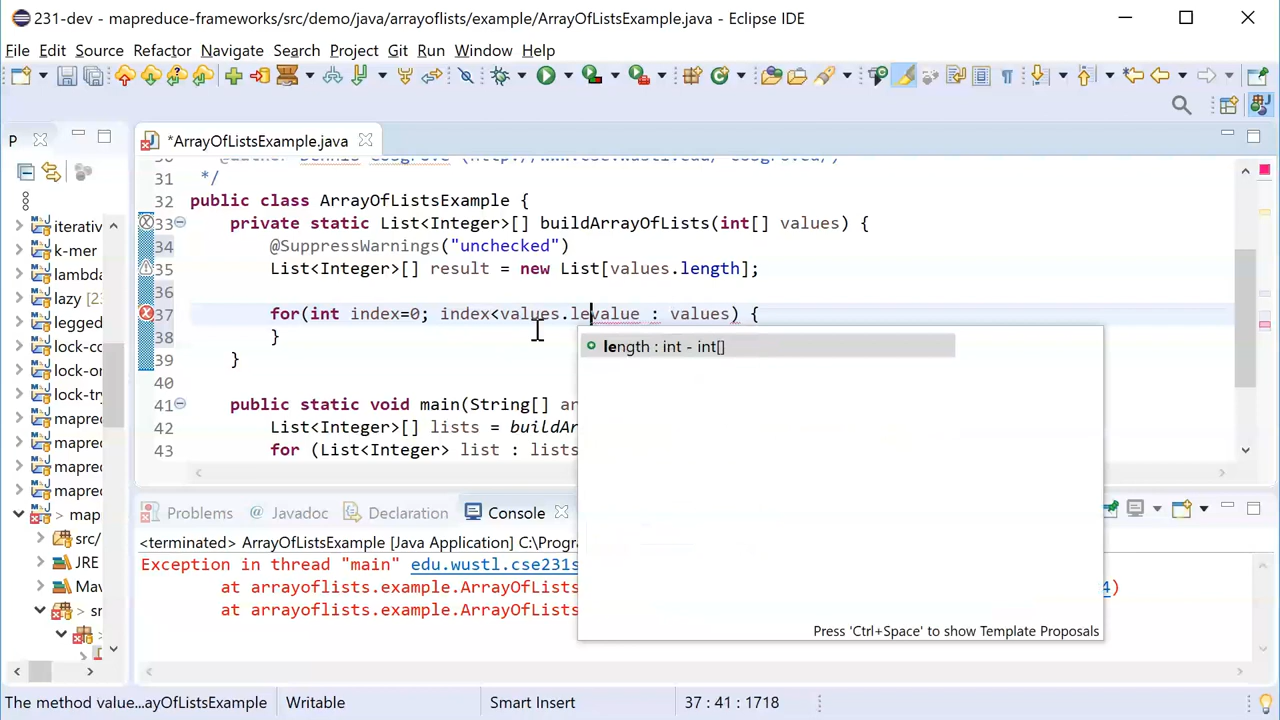 231-dev - mapreduce-frameworks/src/demo/java/arrayoflists/example/ArrayOfListsExample.java - Eclipse IDE
File Edit Source Refactor Navigate Search Project Git Run Window Help
P
*ArrayOfListsExample.java
31 */
32 public class ArrayOfListsExample {
33 private static List<Integer>[] buildArrayOfLists(int[] values) {
34 @SuppressWarnings("unchecked")
35 List<Integer>[] result = new List[values.length];
36
37 for(int index=0; index<values.levalue : values) {
38 }
39 }
40
41 public static void main(String[] ar
42 List<Integer>[] lists = buildAr
43 for (List<Integer> list : lists
length : int - int[]
Press 'Ctrl+Space' to show Template Proposals
iterativ
k-mer
lambda
lazy [23
legged
lock-co
lock-or
lock-try
mapred
mapred
mapred
mapred
> map
src/
JRE
Mav
> sr
Problems @ Javadoc Declaration Console
<terminated> ArrayOfListsExample [Java Application] C:\Progr
Exception in thread "main" edu.wustl.cse231s
at arrayoflists.example.ArrayOfLists 4)
at arrayoflists.example.ArrayOfLists
The method value...ayOfListsExample Writable Smart Insert 37 : 41 : 1718